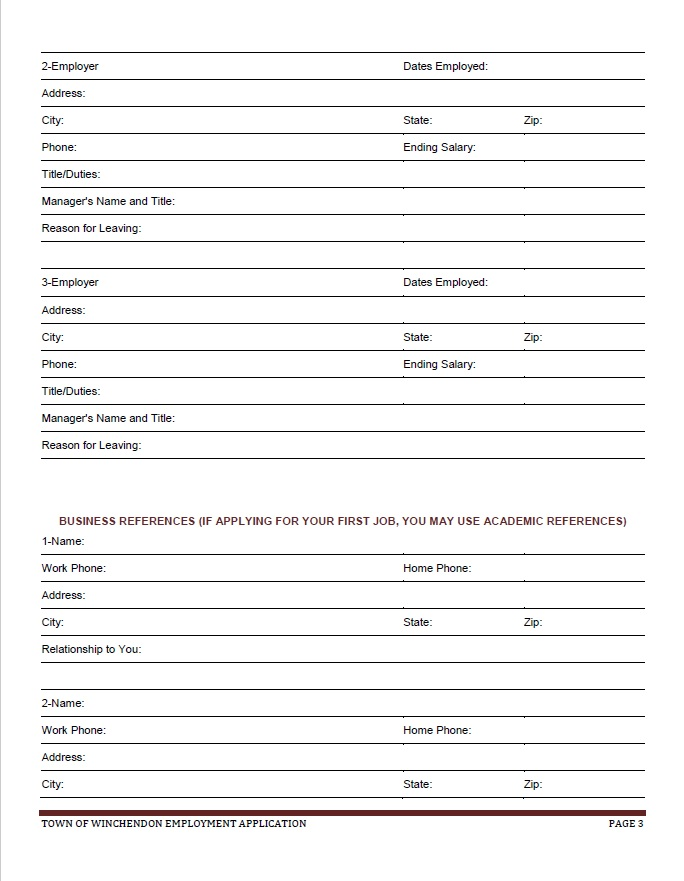 2-Employer Dates Employed:
Address:
City: State: Zip:
Phone: Ending Salary:
Title/Duties:
Manager's Name and Title:
Reason for Leaving:
3-Employer Dates Employed:
Address:
City: State: Zip:
Phone: Ending Salary:
Title/Duties:
Manager's Name and Title:
Reason for Leaving:
BUSINESS REFERENCES (IF APPLYING FOR YOUR FIRST JOB, YOU MAY USE ACADEMIC REFERENCES)
1-Name:
Work Phone: Home Phone:
Address:
City: State: Zip:
Relationship to You:
2-Name:
Work Phone: Home Phone:
Address:
City: State: Zip:
TOWN OF WINCHENDON EMPLOYMENT APPLICATION PAGE 3